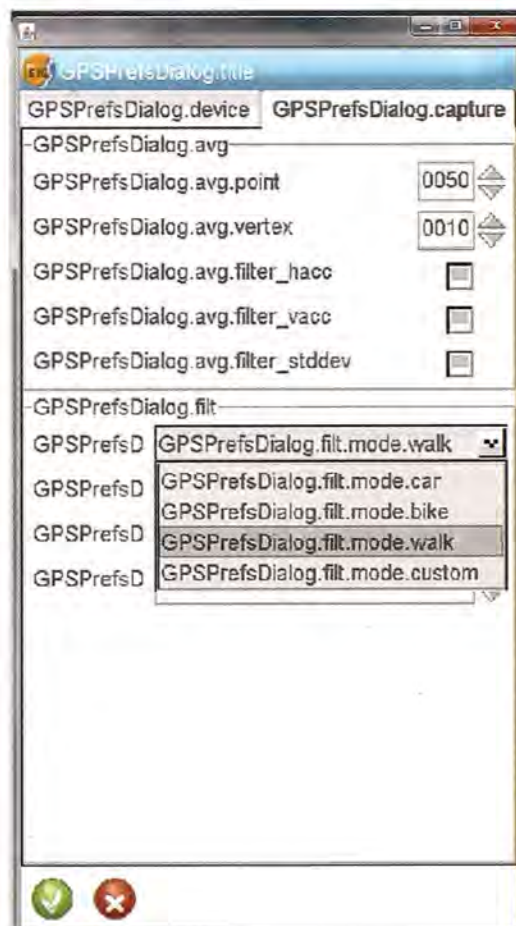 GPSPrefsDialog.title
GPSPrefsDialog.device GPSPrefsDialog.capture
GPSPrefsDialog.avg
GPSPrefsDialog.avg.point 0050
GPSPrefsDialog.avg.vertex 0010
GPSPrefsDialog.avg.filter_hacc
GPSPrefsDialog.avg.filter_vacc
GPSPrefsDialog.avg.filter_stddev
GPSPrefsDialog.filt
GPSPrefsD GPSPrefsDialog.filt.mode.walk
GPSPrefsD GPSPrefsDialog.filt.mode.car
GPSPrefsDialog.filt.mode.bike
GPSPrefsD GPSPrefsDialog.filt.mode.walk
GPSPrefsD GPSPrefsDialog.filt.mode.custom